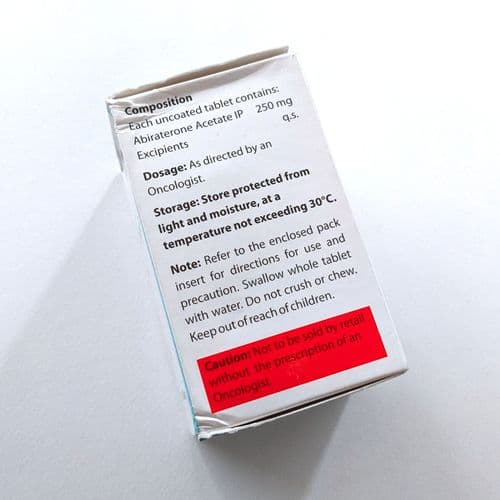 Composition
Each uncoated tablet contains:
Abiraterone Acetate IP 250 mg
Excipients q.s.
Dosage: As directed by an
Oncologist.
Storage: Store protected from
light and moisture, at a
temperature not exceeding 30°C.
Note: Refer to the enclosed pack
insert for directions for use and
precaution. Swallow whole tablet
with water. Do not crush or chew.
Keep out of reach of children.
Caution: Not to be sold by retail
without the prescription of an
Oncologist.